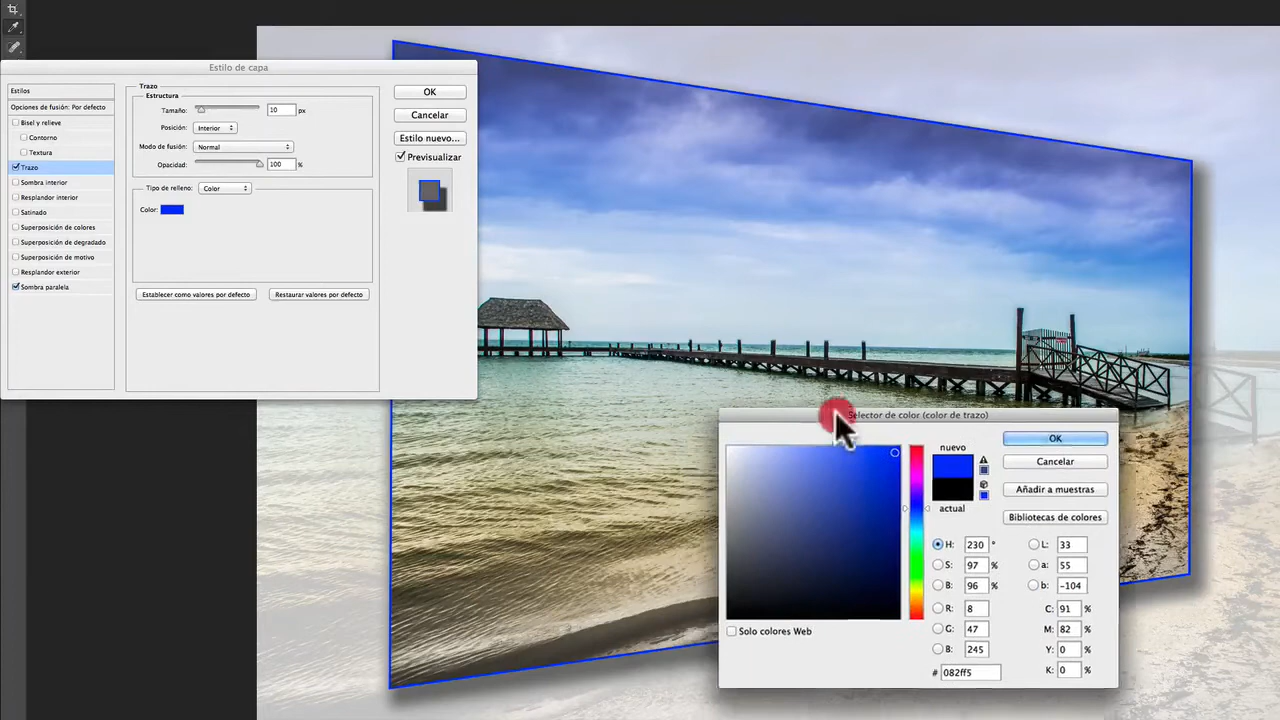 Estilo de capa
Estilos
Opciones de fusión: Por defecto
Bisel y relieve
Contorno
Textura
Trazo
Sombra interior
Resplandor interior
Satinado
Superposición de colores
Superposición de degradado
Superposición de motivo
Resplandor exterior
Sombra paralela
Trazo
Estructura
Tamaño: 10 px
Posición: Interior
Modo de fusión: Normal
Opacidad: 100 %
Tipo de relleno: Color
Color:
Establecer como valores por defecto
Restaurar valores por defecto
OK
Cancelar
Estilo nuevo...
Previsualizar
Selector de color (color de trazo)
nuevo
actual
OK
Cancelar
Añadir a muestras
Bibliotecas de colores
H: 230 ° L: 33
S: 97 % a: 55
B: 96 % b: -104
R: 8 C: 91 %
G: 47 M: 82 %
B: 245 Y: 0 %
# 082ff5 K: 0 %
Solo colores Web